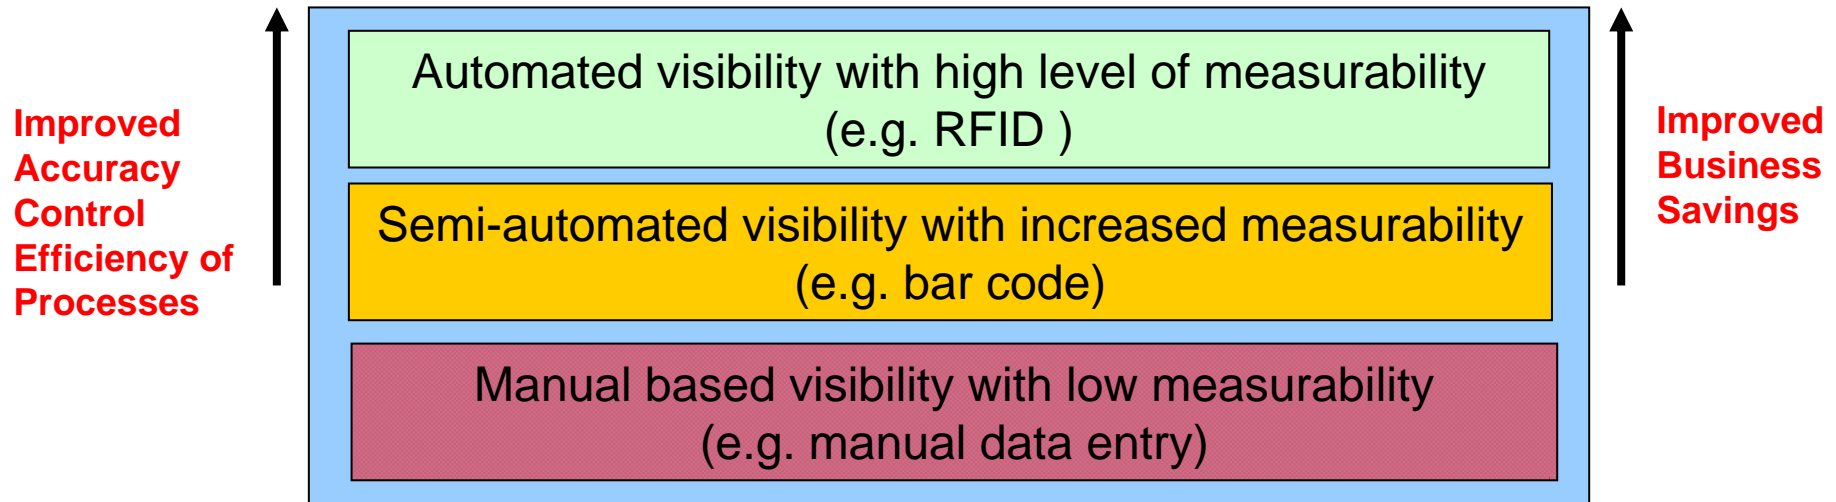 Improved
Accuracy
Control
Efficiency of
Processes
Automated visibility with high level of measurability
(e.g. RFID )
Semi-automated visibility with increased measurability
(e.g. bar code)
Manual based visibility with low measurability
(e.g. manual data entry)
Improved
Business
Savings